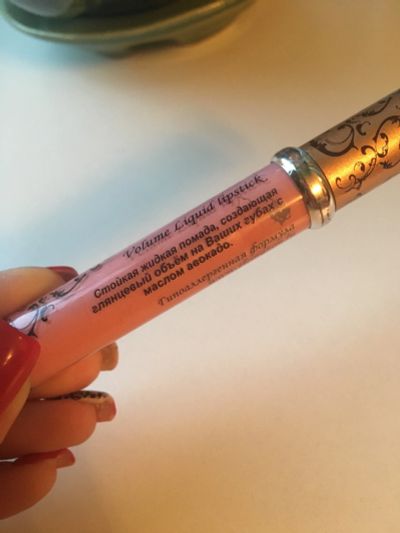 Volume Liquid lipstick
Стойкая жидкая помада, создающая
глянцевый объём на Ваших губах с
маслом авокадо.
Гипоаллергенная формула